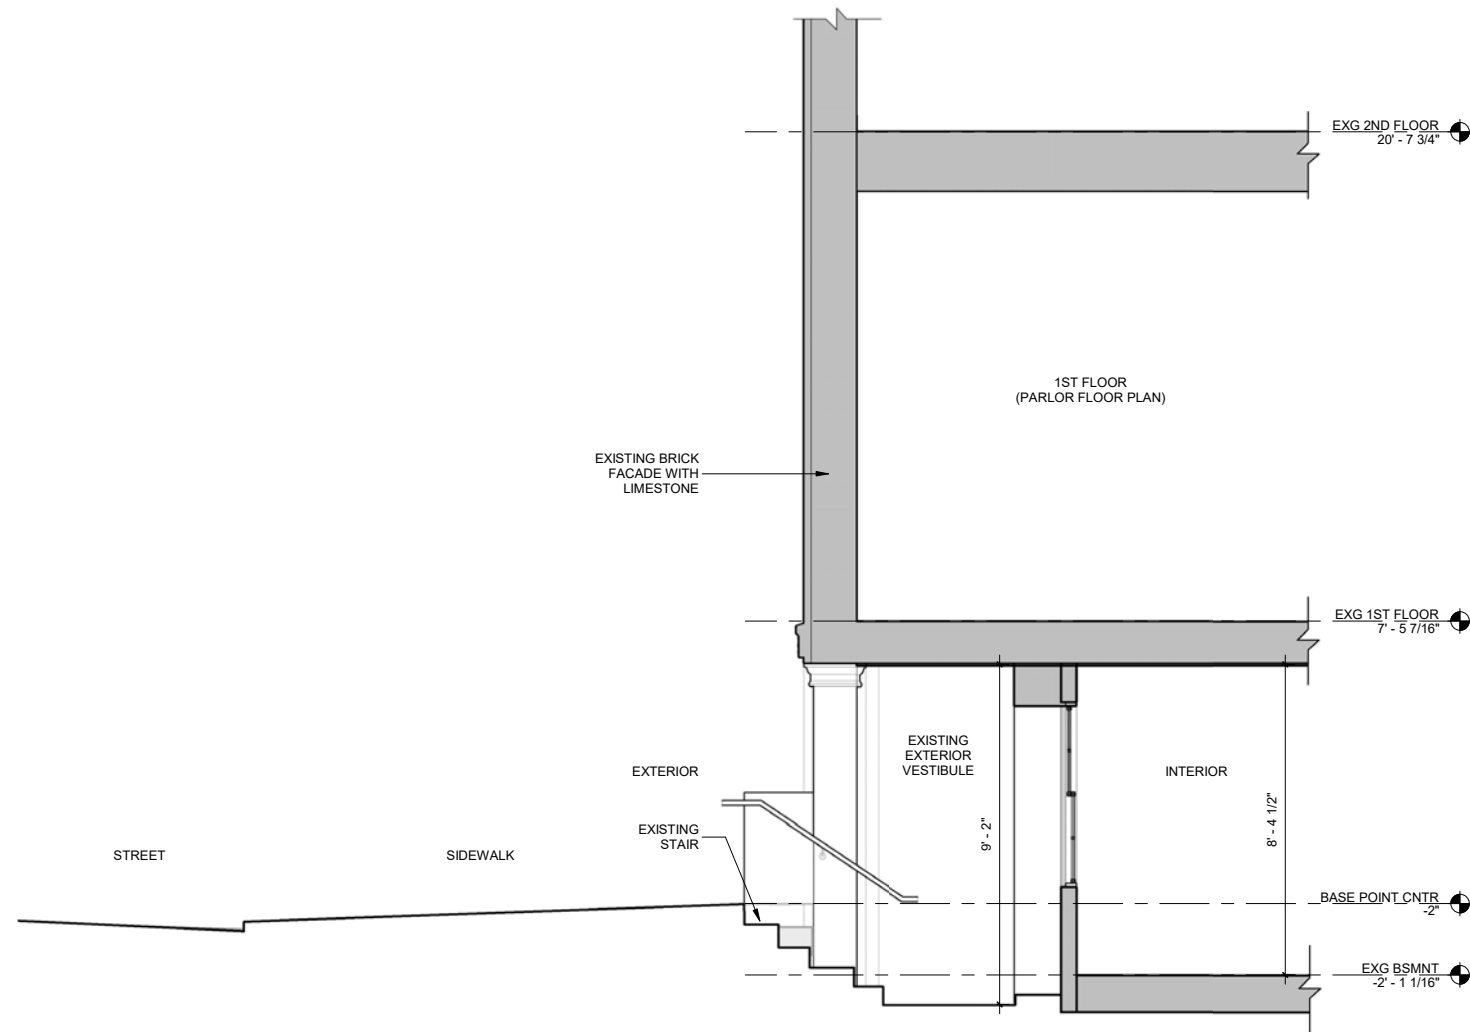 EXG 2ND FLOOR
20' - 7 3/4"
1ST FLOOR
(PARLOR FLOOR PLAN)
EXISTING BRICK
FACADE WITH
LIMESTONE
EXG 1ST FLOOR
7' - 5 7/16"
EXISTING
EXTERIOR
VESTIBULE
EXTERIOR
INTERIOR
9' - 2"
8' - 4 1/2"
EXISTING
STAIR
STREET
SIDEWALK
BASE POINT CNTR
-2"
EXG BSMNT
-2' - 1 1/16"